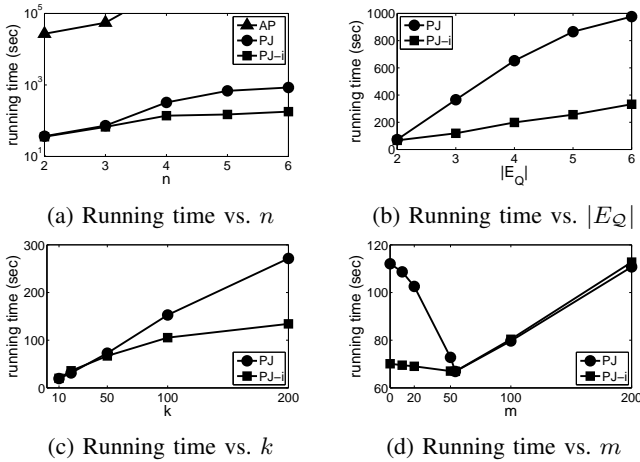 10^5
10^3
10^1
running time (sec)
AP
PJ
PJ–i
2 3 4 5 6
n
1000
800
600
400
200
0
running time (sec)
PJ
PJ–i
2 3 4 5 6
|E_Q|
(a) Running time vs. n
(b) Running time vs. |E_Q|
300
200
100
0
running time (sec)
PJ
PJ–i
10 50 100 200
k
120
100
80
60
running time (sec)
PJ
PJ–i
0 20 50 100 200
m
(c) Running time vs. k
(d) Running time vs. m